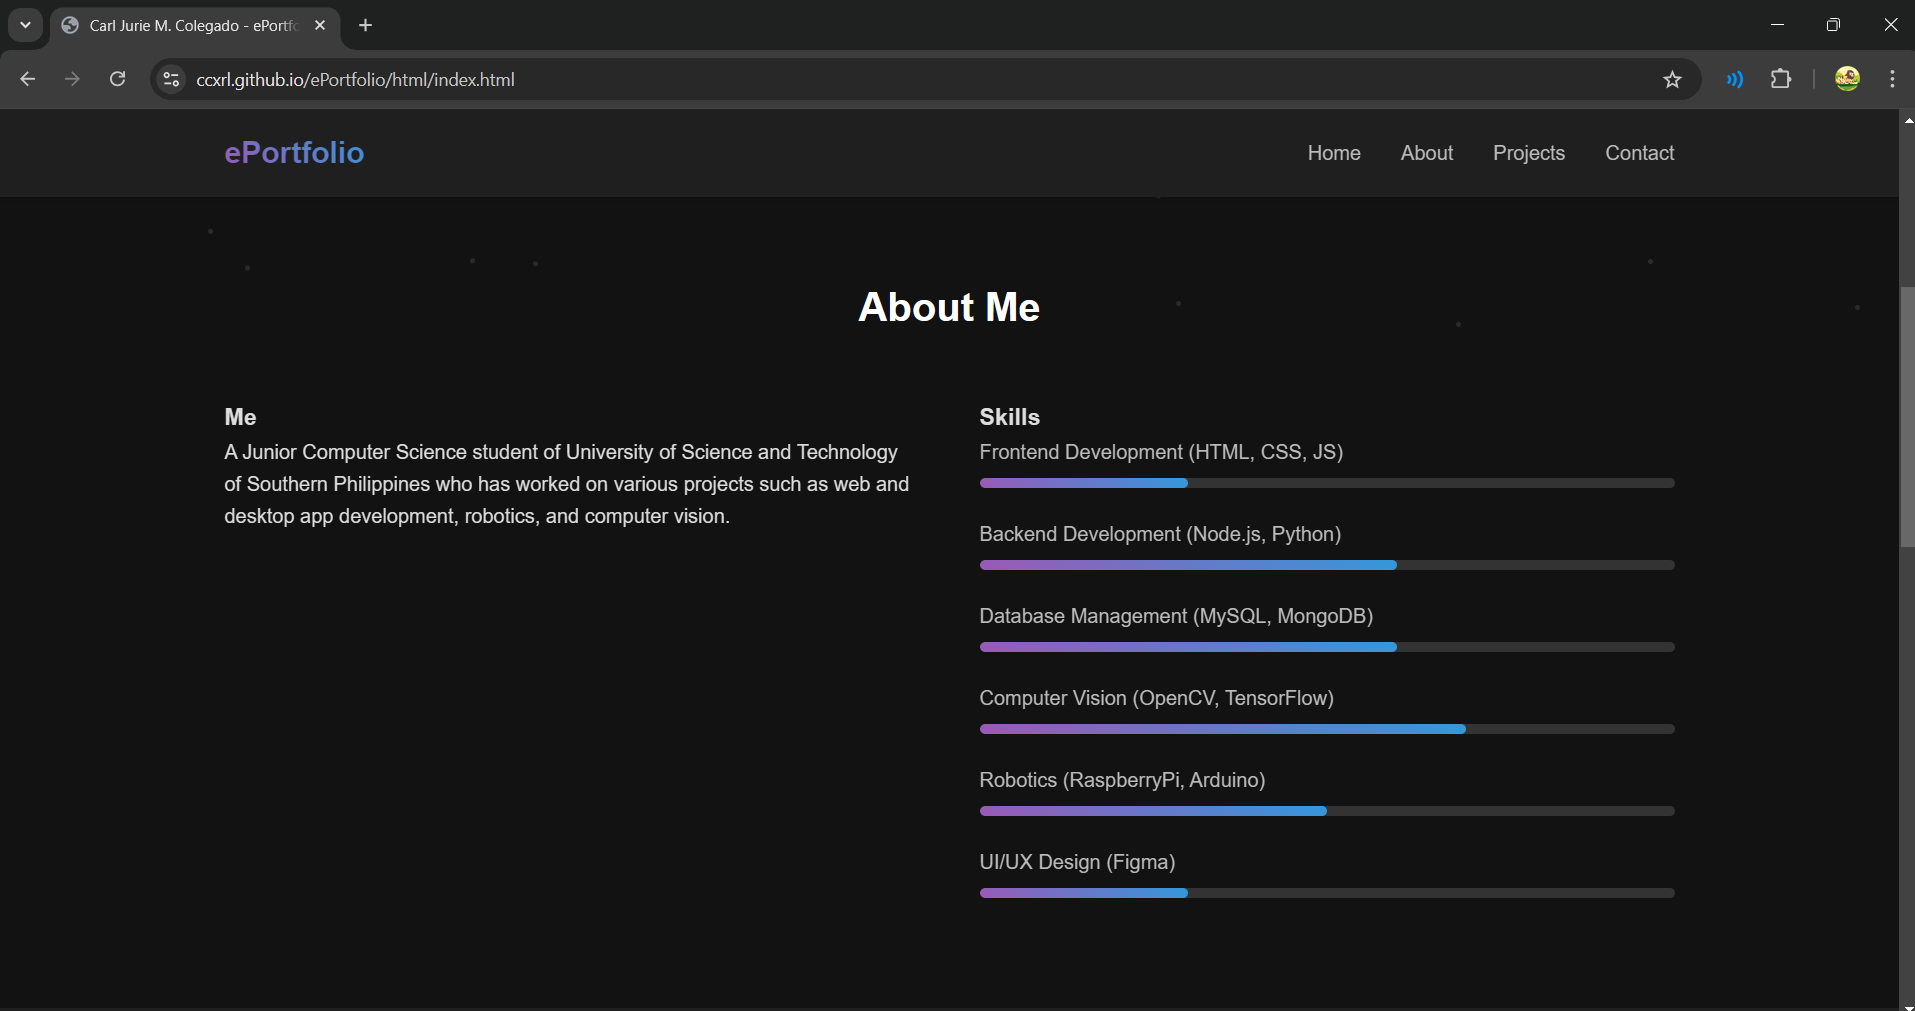 Carl Jurie M. Colegado - ePortfo
ccxrl.github.io/ePortfolio/html/index.html
ePortfolio
Home
About
Projects
Contact
About Me
Me
A Junior Computer Science student of University of Science and Technology
of Southern Philippines who has worked on various projects such as web and
desktop app development, robotics, and computer vision.
Skills
Frontend Development (HTML, CSS, JS)
Backend Development (Node.js, Python)
Database Management (MySQL, MongoDB)
Computer Vision (OpenCV, TensorFlow)
Robotics (RaspberryPi, Arduino)
UI/UX Design (Figma)